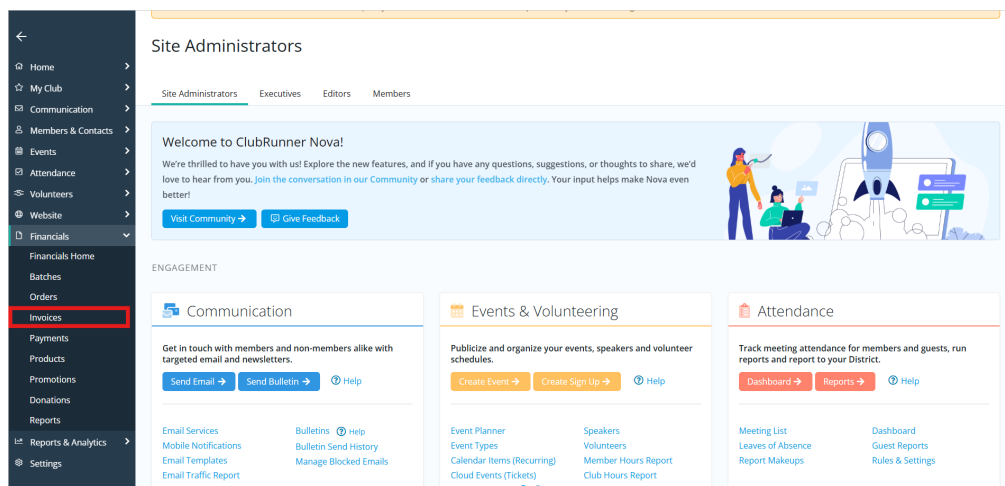 Site Administrators
Home
My Club
Communication
Members & Contacts
Events
Attendance
Volunteers
Website
Financials
Financials Home
Batches
Orders
Invoices
Payments
Products
Promotions
Donations
Reports
Reports & Analytics
Settings
Site Administrators Executives Editors Members
Welcome to ClubRunner Nova!
We're thrilled to have you with us! Explore the new features, and if you have any questions, suggestions, or thoughts to share, we'd
love to hear from you. Join the conversation in our Community or share your feedback directly. Your input helps make Nova even
better!
Visit Community → Give Feedback
ENGAGEMENT
Communication
Get in touch with members and non-members alike with
targeted email and newsletters.
Send Email → Send Bulletin → Help
Email Services Bulletins Help
Mobile Notifications Bulletin Send History
Email Templates Manage Blocked Emails
Email Traffic Report
Events & Volunteering
Publicize and organize your events, speakers and volunteer
schedules.
Create Event → Create Sign Up → Help
Event Planner Speakers
Event Types Volunteers
Calendar Items (Recurring) Member Hours Report
Cloud Events (Tickets) Club Hours Report
Attendance
Track meeting attendance for members and guests, run
reports and report to your District.
Dashboard → Reports → Help
Meeting List Dashboard
Leaves of Absence Guest Reports
Report Makeups Rules & Settings